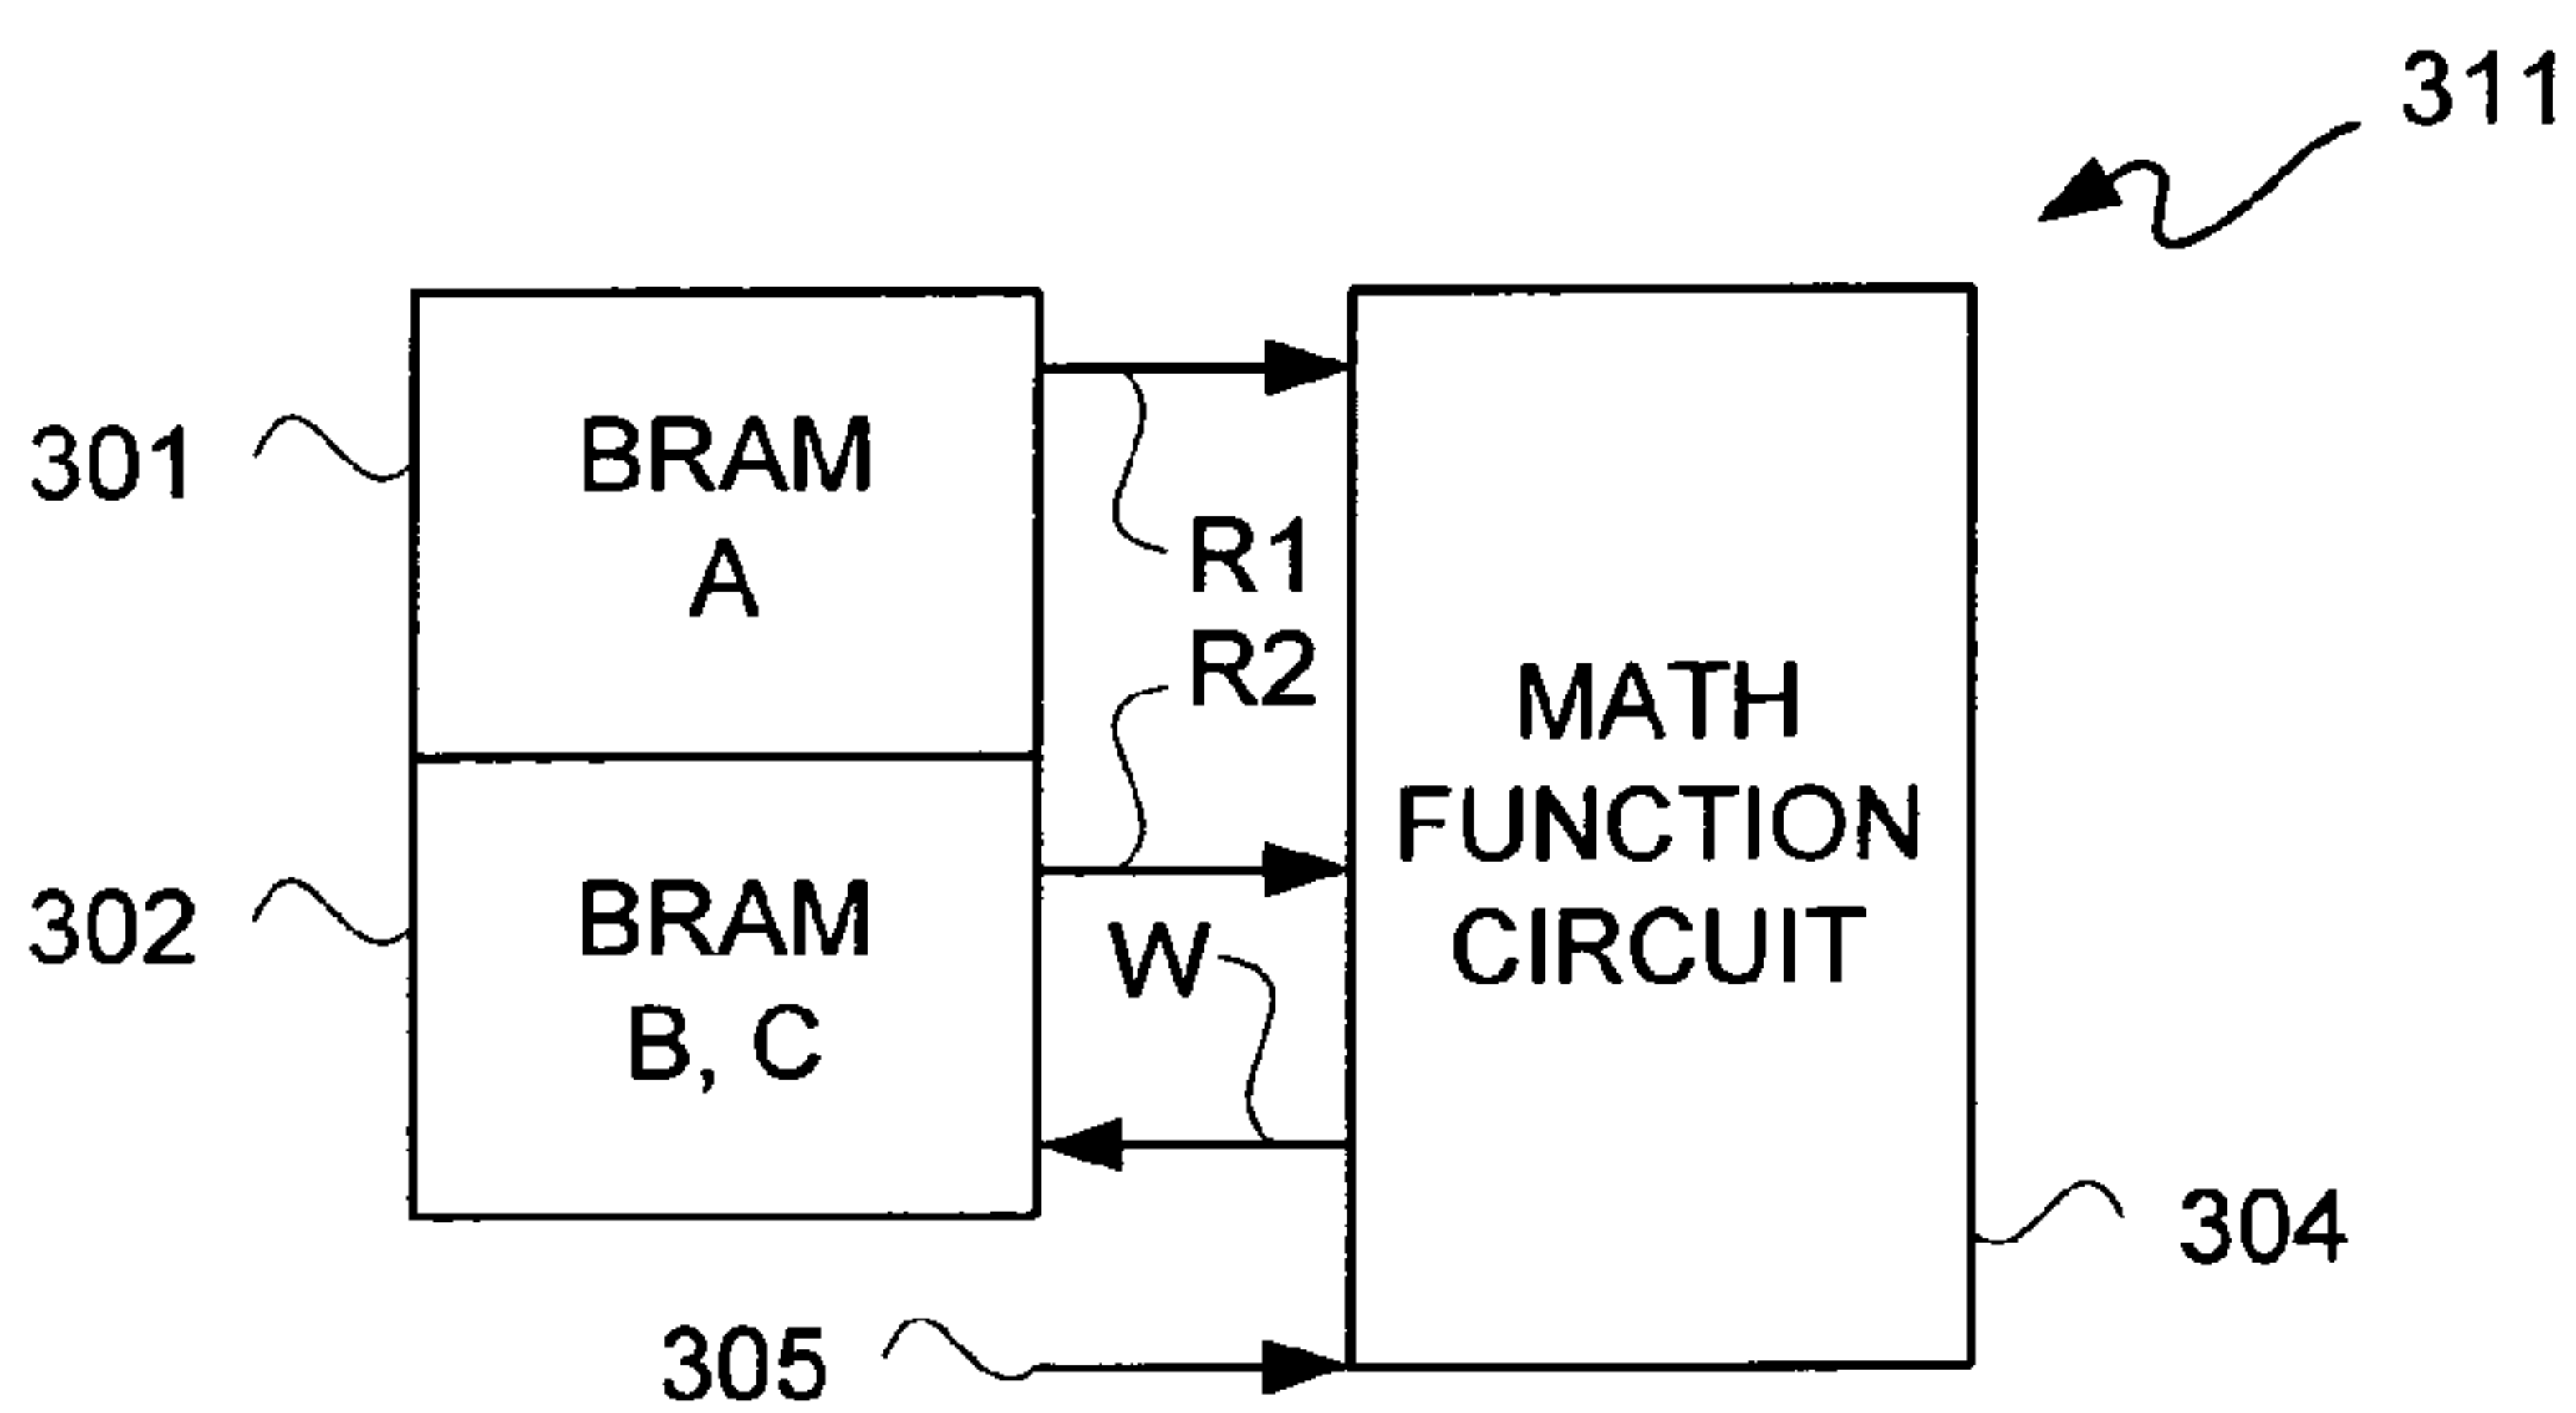 311
301
BRAM
A
R1
R2
302
BRAM
B, C
W
MATH
FUNCTION
CIRCUIT
304
305